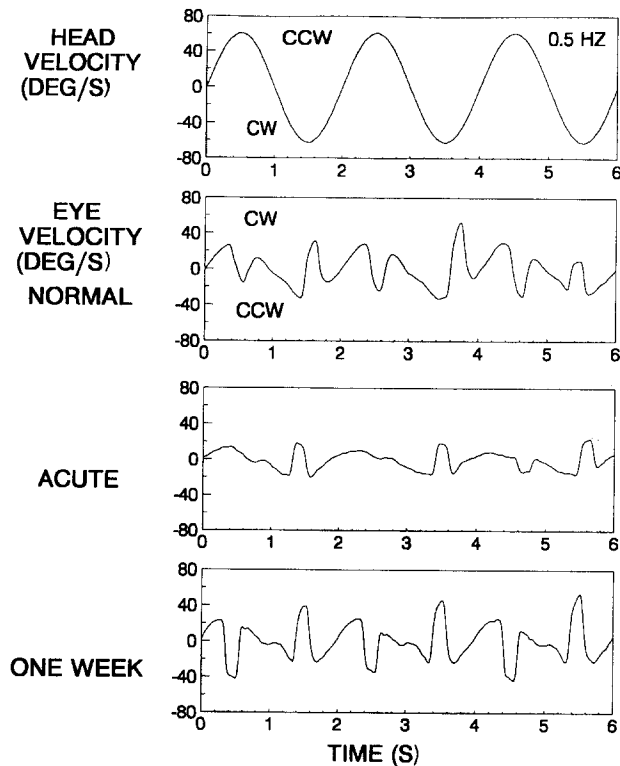 HEAD
VELOCITY
(DEG/S)
80
40
0
-40
-80
CCW
0.5 HZ
CW
0 1 2 3 4 5 6
EYE
VELOCITY
(DEG/S)
NORMAL
80
40
0
-40
-80
CW
CCW
0 1 2 3 4 5 6
ACUTE
80
40
0
-40
-80
0 1 2 3 4 5 6
ONE WEEK
80
40
0
-40
-80
0 1 2 3 4 5 6
TIME (S)